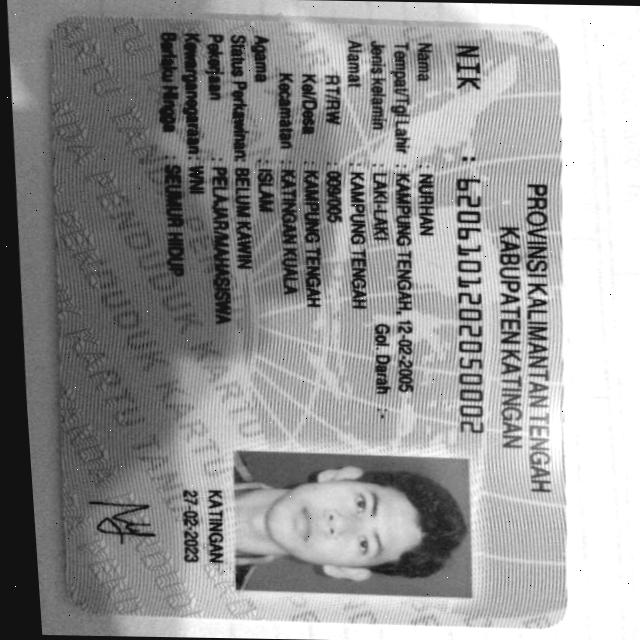 PROVINSI KALIMANTAN TENGAH
KABUPATEN KATINGAN
NIK : 6206101202050002
Nama : NURHAN
Tempat/Tgl Lahir : KAMPUNG TENGAH, 12-02-2005
Jenis Kelamin : LAKI-LAKI Gol. Darah : -
Alamat : KAMPUNG TENGAH
RT/RW : 009/005
Kel/Desa : KAMPUNG TENGAH
Kecamatan : KATINGAN KUALA
Agama : ISLAM
Status Perkawinan: BELUM KAWIN
Pekerjaan : PELAJAR/MAHASISWA
Kewarganegaraan: WNI
Berlaku Hingga : SEUMUR HIDUP
KATINGAN
27-02-2023